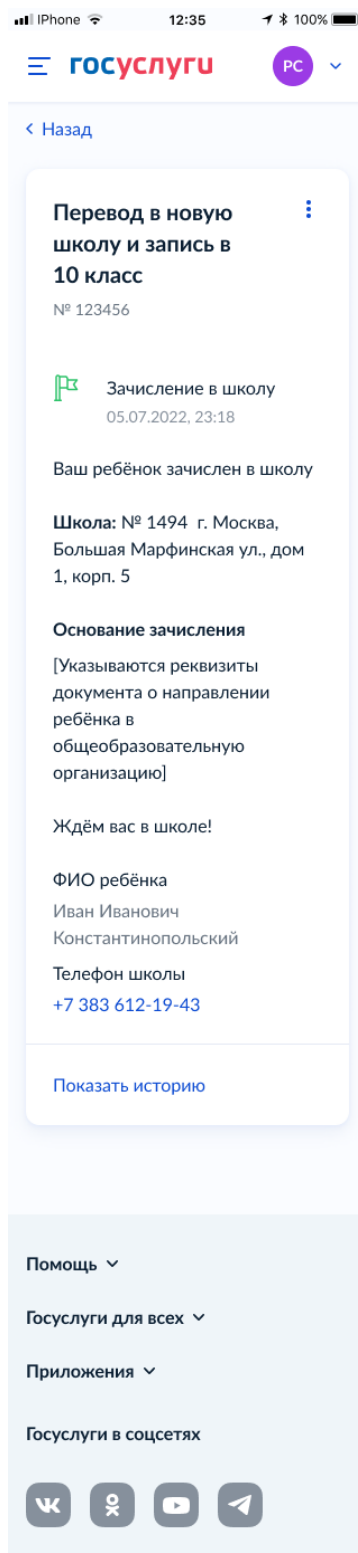 iPhone 12:35 100%
госуслуги РС
Назад
Перевод в новую
школу и запись в
10 класс
№ 123456
Зачисление в школу
05.07.2022, 23:18
Ваш ребёнок зачислен в школу
Школа: № 1494 г. Москва,
Большая Марфинская ул., дом
1, корп. 5
Основание зачисления
[Указываются реквизиты
документа о направлении
ребёнка в
общеобразовательную
организацию]
Ждём вас в школе!
ФИО ребёнка
Иван Иванович
Константинопольский
Телефон школы
+7 383 612-19-43
Показать историю
Помощь
Госуслуги для всех
Приложения
Госуслуги в соцсетях